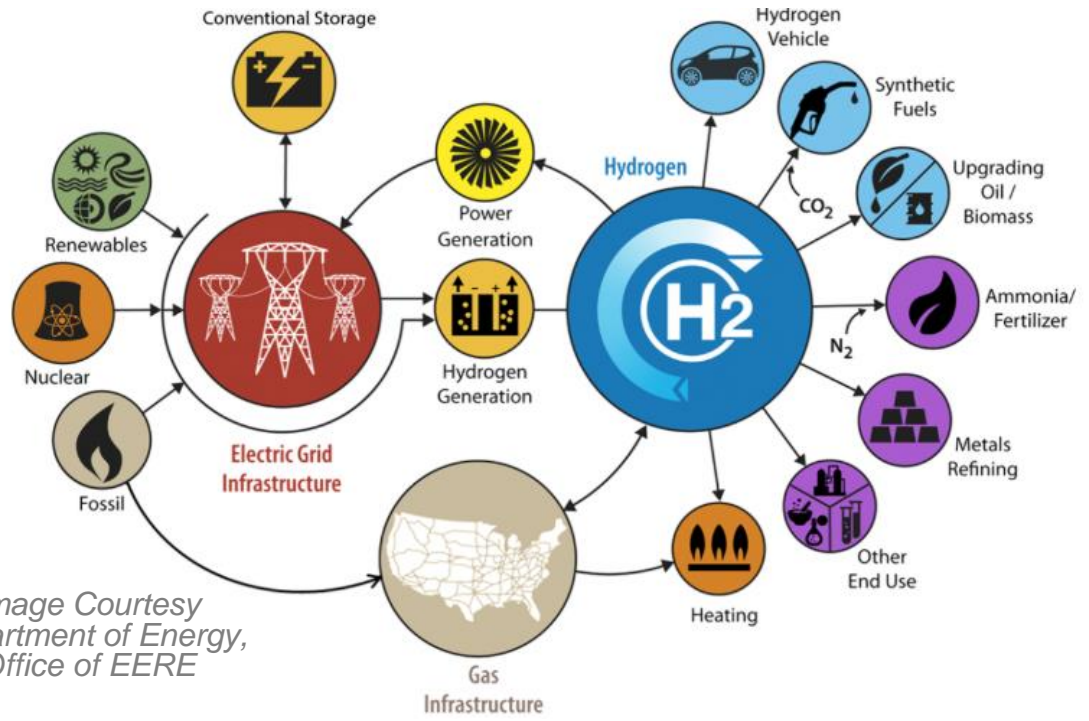 Conventional Storage
Hydrogen
Vehicle
Synthetic
Fuels
Hydrogen
Upgrading
Oil /
Biomass
CO₂
Renewables
Power
Generation
H2
Ammonia/
Fertilizer
N₂
Nuclear
Hydrogen
Generation
Metals
Refining
Electric Grid
Infrastructure
Fossil
Other
End Use
Heating
mage Courtesy
artment of Energy,
Office of EERE
Gas
Infrastructure